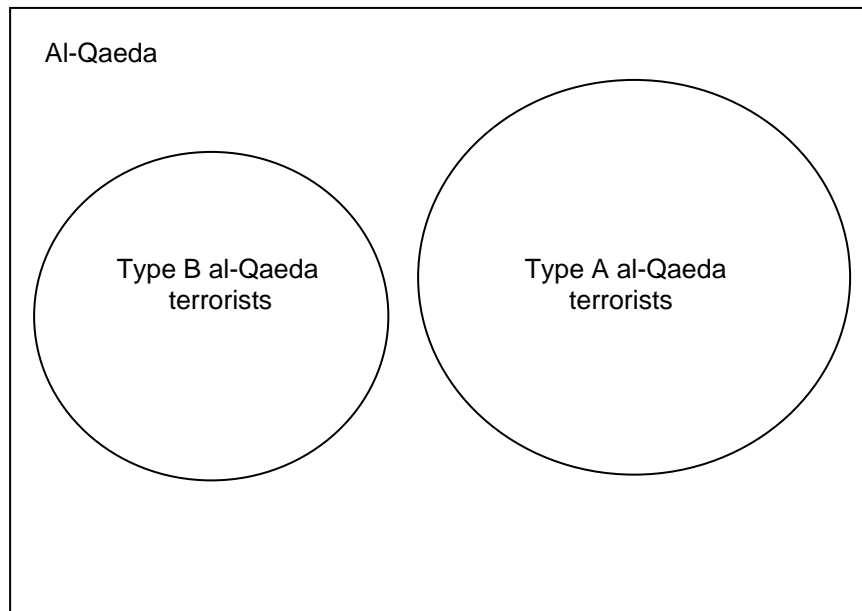 Al-Qaeda
Type B al-Qaeda
terrorists
Type A al-Qaeda
terrorists